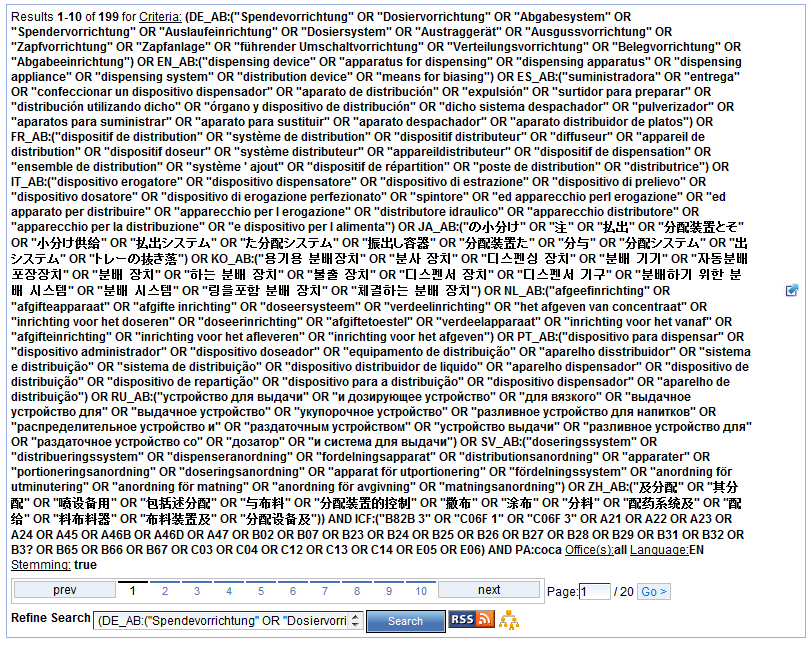 Results 1-10 of 199 for Criteria: (DE_AB:("Spendevorrichtung" OR "Dosiervorrichtung" OR "Abgabesystem" OR
"Spendervorrichtung" OR "Auslaufeinrichtung" OR "Dosiersystem" OR "Austraggerät" OR "Ausgussvorrichtung" OR
"Zapfvorrichtung" OR "Zapfanlage" OR "führender Umschaltvorrichtung" OR "Verteilungsvorrichtung" OR "Belegvorrichtung" OR
"Abgabeeinrichtung") OR EN_AB:("dispensing device" OR "apparatus for dispensing" OR "dispensing apparatus" OR "dispensing
appliance" OR "dispensing system" OR "distribution device" OR "means for biasing") OR ES_AB:("suministradora" OR "entrega" OR
"confeccionar un dispositivo dispensador" OR "aparato de distribución" OR "expulsión" OR "surtidor para preparar" OR
"distribución utilizando dicho" OR "órgano y dispositivo de distribución" OR "dicho sistema despachador" OR "pulverizador" OR
"aparatos para suministrar" OR "aparato para sustituir" OR "aparato despachador" OR "aparato distribuidor de platos") OR
FR_AB:("dispositif de distribution" OR "système de distribution" OR "dispositif distributeur" OR "diffuseur" OR "appareil de
distribution" OR "dispositif doseur" OR "système distributeur" OR "appareildistributeur" OR "dispositif de dispensation" OR
"ensemble de distribution" OR "système ' ajout" OR "dispositif de répartition" OR "poste de distribution" OR "distributrice") OR
IT_AB:("dispositivo erogatore" OR "dispositivo dispensatore" OR "dispositivo di estrazione" OR "dispositivo di prelievo" OR
"dispositivo dosatore" OR "dispositivo di erogazione perfezionato" OR "spintore" OR "ed apparecchio perl erogazione" OR "ed
apparato per distribuire" OR "apparecchio per l erogazione" OR "distributore idraulico" OR "apparecchio distributore" OR
"apparecchio per la distribuzione" OR "e dispositivo per l alimenta") OR JA_AB:("の小分け" OR "注" OR "払出" OR "分配装置とそ"
OR "小分け供給" OR "払出システム" OR "た分配システム" OR "振出し容器" OR "分配装置た" OR "分与" OR "分配システム" OR "出
システム" OR "トレーの抜き落") OR KO_AB:("용기용 분배장치" OR "분사 장치" OR "디스펜싱 장치" OR "분배 기기" OR "자동분배
포장장치" OR "분배 장치" OR "하는 분배 장치" OR "불출 장치" OR "디스펜서 장치" OR "디스펜서 기구" OR "분배하기 위한 분
배 시스템" OR "분배 시스템" OR "링을포함 분배 장치" OR "체결하는 분배 장치") OR NL_AB:("afgeefinrichting" OR
"afgifteapparaat" OR "afgifte inrichting" OR "doseersysteem" OR "verdeelinrichting" OR "het afgeven van concentraat" OR
"inrichting voor het doseren" OR "doseerinrichting" OR "afgiftetoestel" OR "verdeelapparaat" OR "inrichting voor het vanaf" OR
"afgifteinrichting" OR "inrichting voor het afleveren" OR "inrichting voor het afgeven") OR PT_AB:("dispositivo para dispensar" OR
"dispositivo administrador" OR "dispositivo doseador" OR "equipamento de distribuição" OR "aparelho disstribuidor" OR "sistema
e distribuição" OR "sistema de distribuição" OR "dispositivo distribuidor de liquido" OR "aparelho dispensador" OR "dispositivo de
distribuição" OR "dispositivo de repartição" OR "dispositivo para a distribuição" OR "dispositivo dispensador" OR "aparelho de
distribuição") OR RU_AB:("устройство для выдачи" OR "и дозирующее устройство" OR "для вязкого" OR "выдачное
устройство для" OR "выдачное устройство" OR "укупорочное устройство" OR "разливное устройство для напитков" OR
"распределительное устройство и" OR "раздаточным устройством" OR "устройство выдачи" OR "разливное устройство для"
OR "раздаточное устройство со" OR "дозатор" OR "и система для выдачи") OR SV_AB:("doseringssystem" OR
"distribueringssystem" OR "dispenseranordning" OR "fordelningsapparat" OR "distributionsanordning" OR "apparater" OR
"portioneringsanordning" OR "doseringsanordning" OR "apparat för utportionering" OR "fördelningssystem" OR "anordning för
utminutering" OR "anordning för matning" OR "anordning för avgivning" OR "matningsanordning") OR ZH_AB:("及分配" OR "其分
配" OR "喷设备用" OR "包括述分配" OR "与布料" OR "分配装置的控制" OR "撒布" OR "涂布" OR "分料" OR "配药系统及" OR "配
给" OR "料布料器" OR "布料装置及" OR "分配设备及")) AND ICF:("B82B 3" OR "C06F 1" OR "C06F 3" OR A21 OR A22 OR A23 OR
A24 OR A45 OR A46B OR A46D OR A47 OR B02 OR B07 OR B23 OR B24 OR B25 OR B26 OR B27 OR B28 OR B29 OR B31 OR B32 OR
B3? OR B65 OR B66 OR B67 OR C03 OR C04 OR C12 OR C13 OR C14 OR E05 OR E06) AND PA:coca Office(s):all Language:EN
Stemming: true
prev 1 2 3 4 5 6 7 8 9 10 next Page: 1 / 20 Go >
Refine Search (DE_AB:("Spendevorrichtung" OR "Dosiervorri Search RSS